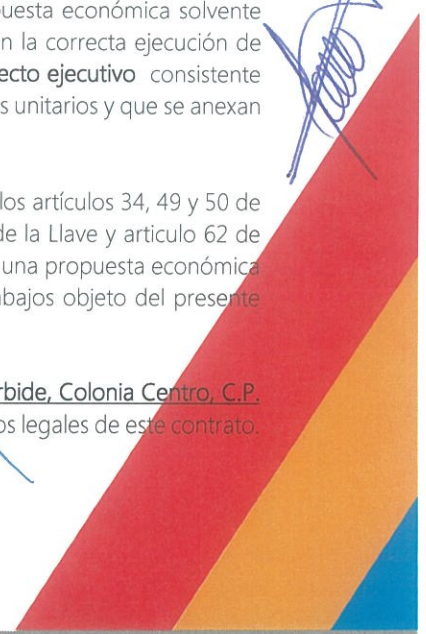 uesta económica solvente
n la correcta ejecución de
ecto ejecutivo consistente
s unitarios y que se anexan
los artículos 34, 49 y 50 de
de la Llave y articulo 62 de
una propuesta económica
abajos objeto del presente
rbide, Colonia Centro, C.P.
os legales de este contrato.